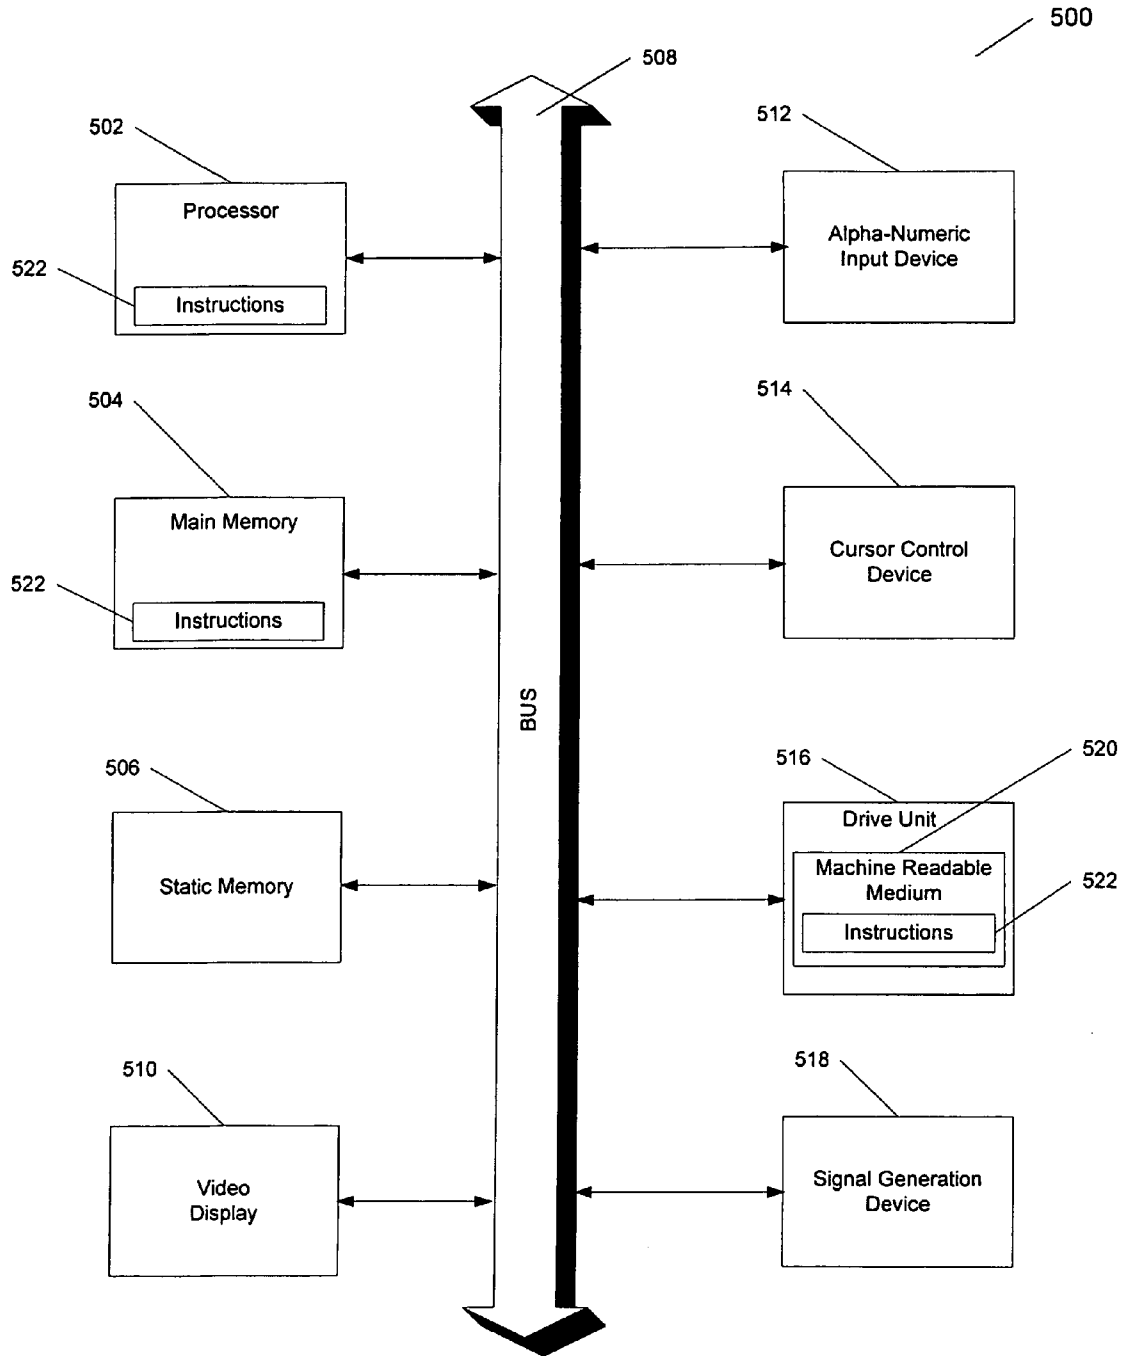 500
508
502
Processor
522
Instructions
512
Alpha-Numeric
Input Device
504
Main Memory
522
Instructions
514
Cursor Control
Device
BUS
506
Static Memory
516
520
Drive Unit
Machine Readable
Medium
522
Instructions
510
Video
Display
518
Signal Generation
Device